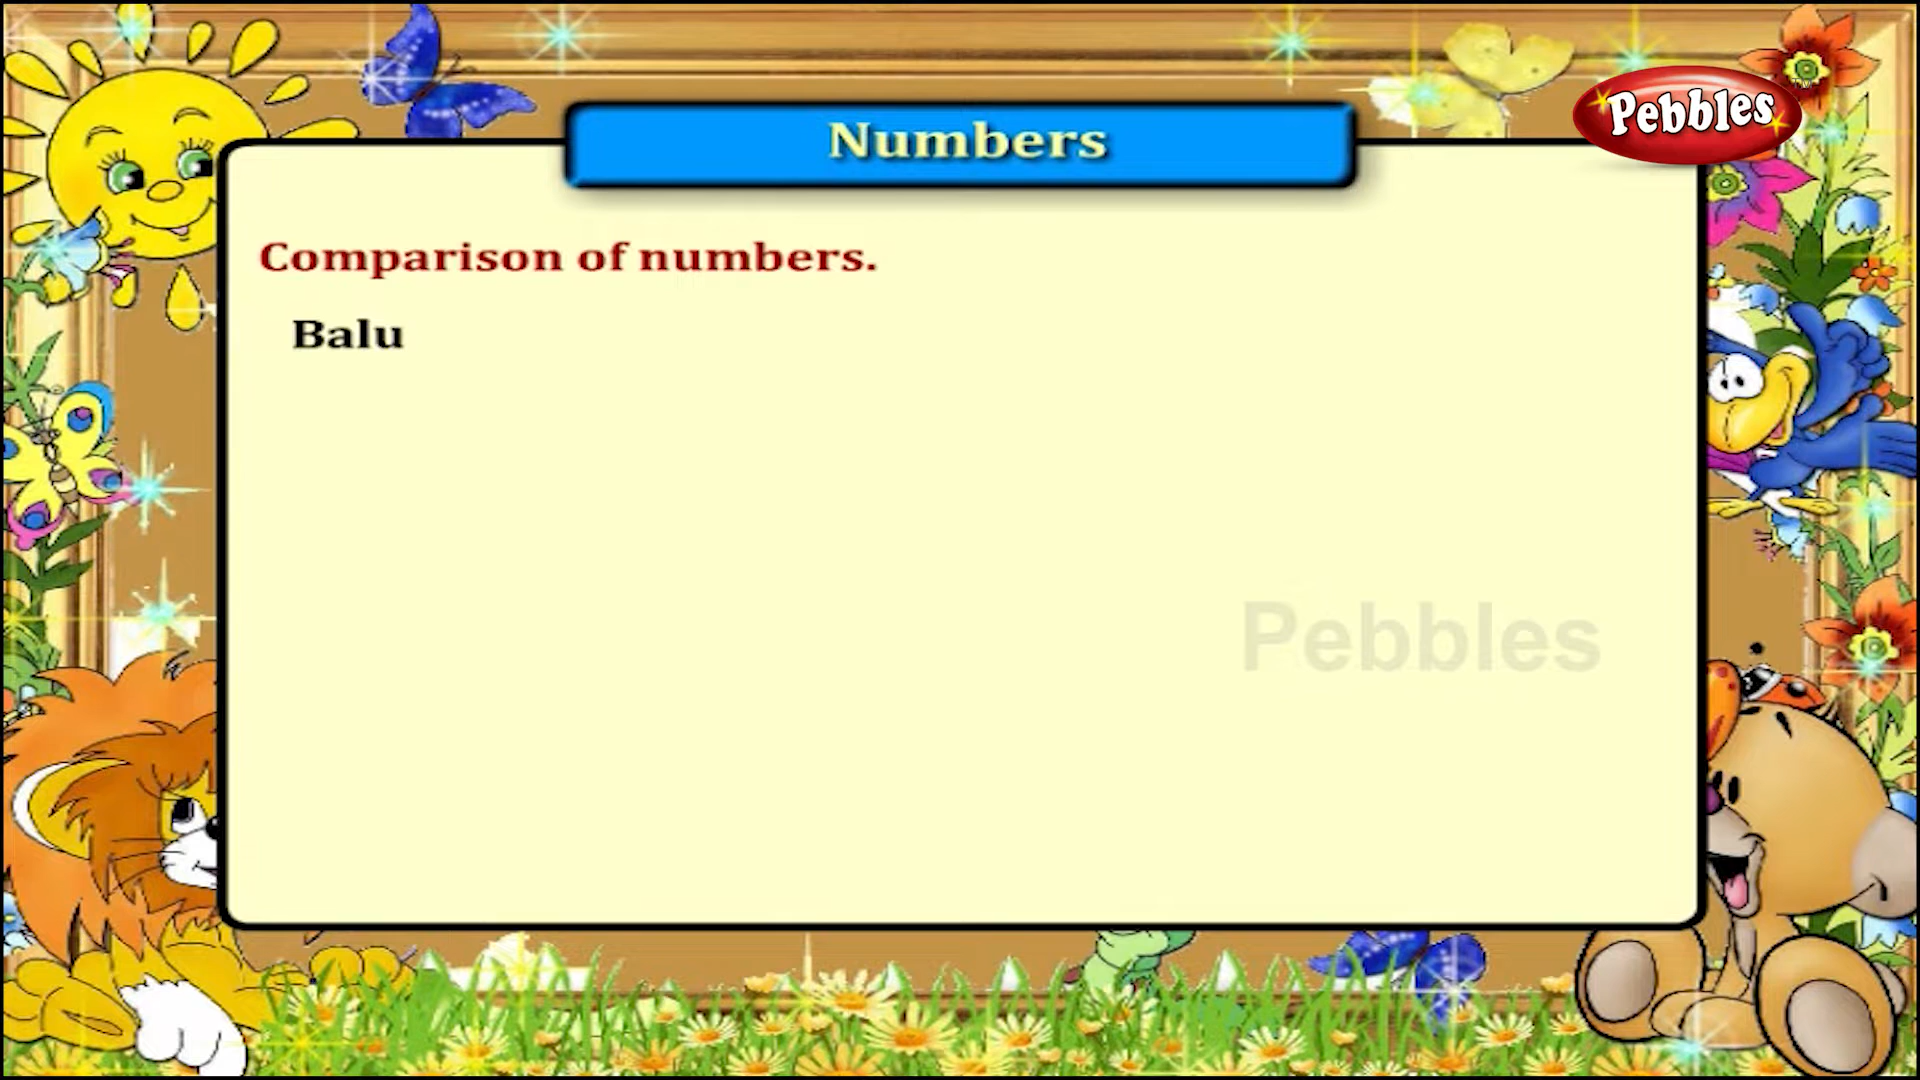 Numbers
Pebbles
Comparison of numbers.
Balu
Pebbles